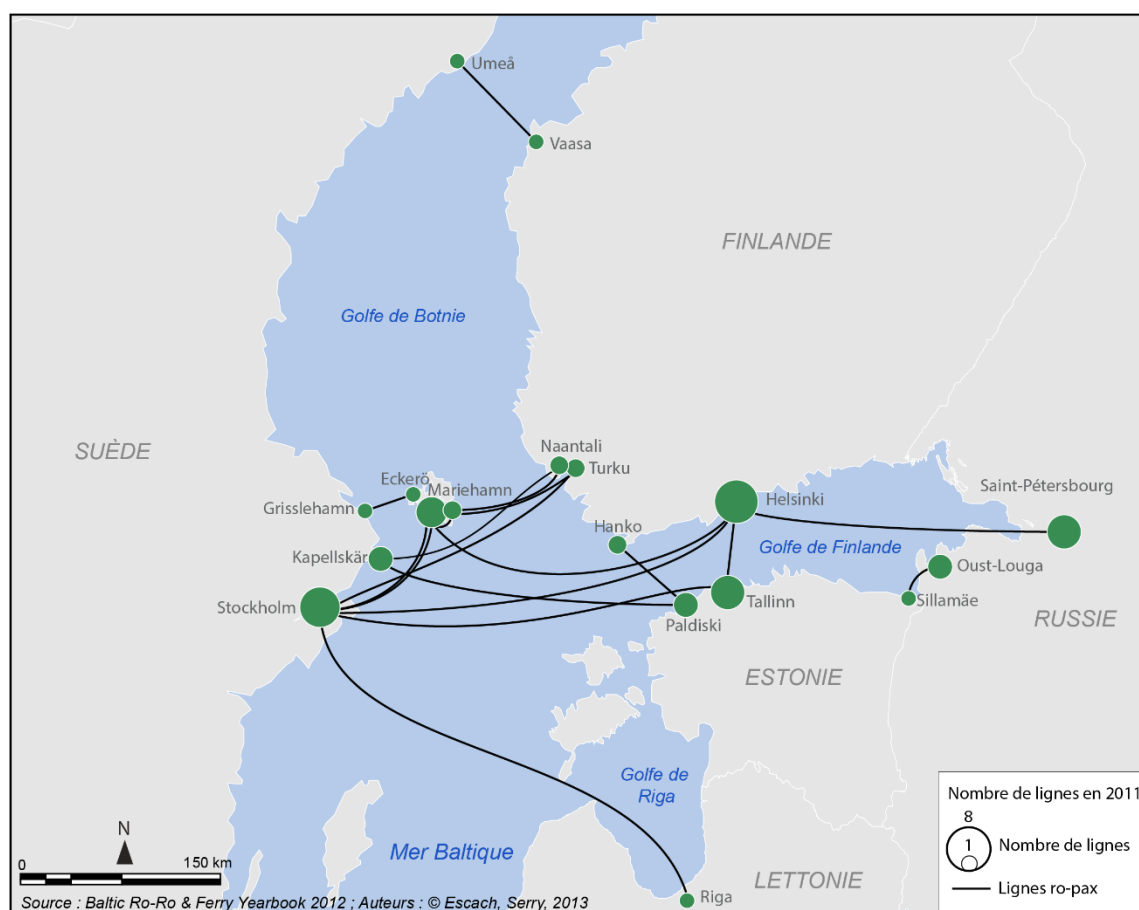 Umeå
Vaasa
FINLANDE
Golfe de Botnie
SUÈDE
Naantali
Turku
Eckerö
Mariehamn
Grisslehamn
Saint-Pétersbourg
Helsinki
Hanko
Golfe de Finlande
Kapellskär
Oust-Louga
Stockholm
Tallinn
Sillamäe
Paldiski
RUSSIE
ESTONIE
Golfe de
Riga
Mer Baltique
LETTONIE
Riga
N
0
150 km
Source : Baltic Ro-Ro & Ferry Yearbook 2012 ; Auteurs : © Escach, Serry, 2013
Nombre de lignes en 2011
8
1
Nombre de lignes
Lignes ro-pax